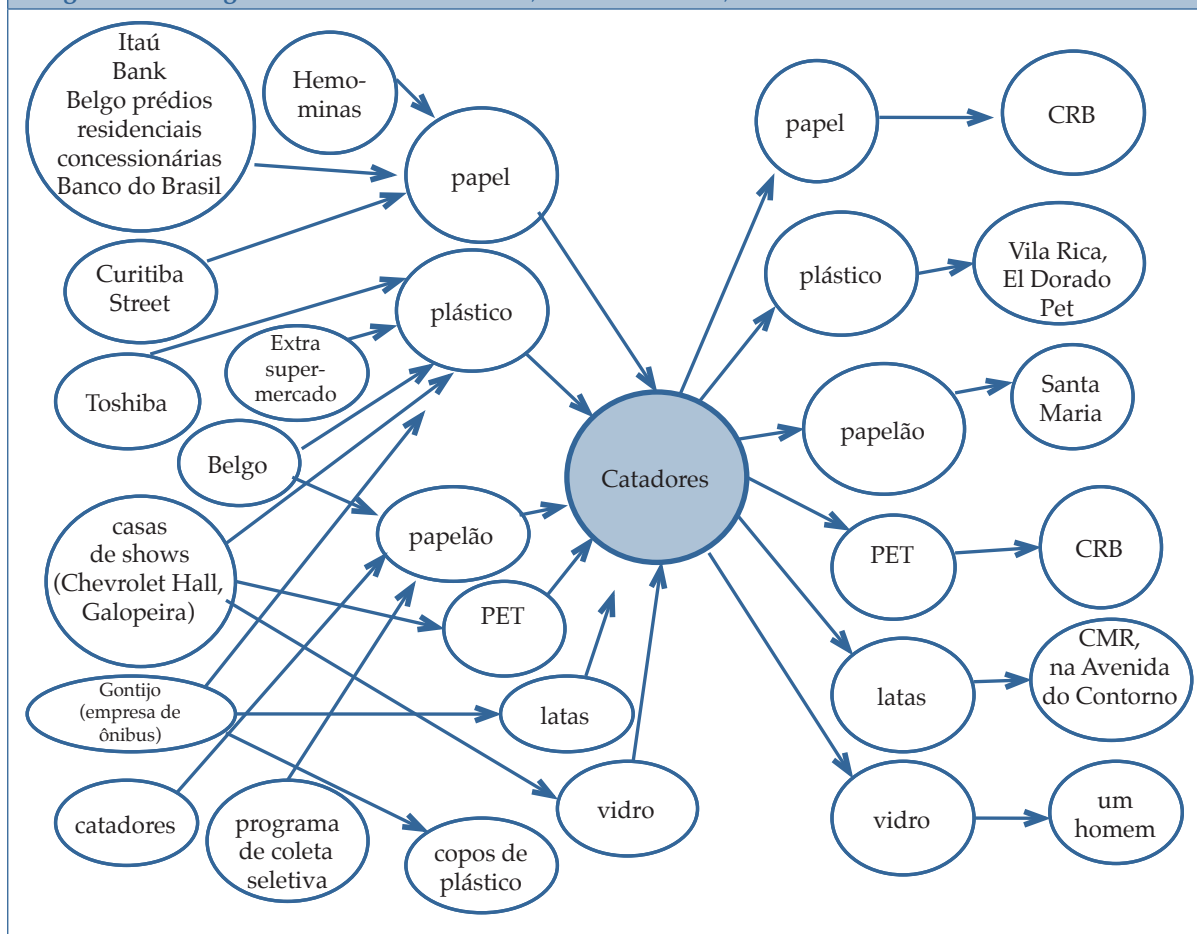 Itaú
Bank
Belgo prédios
residenciais
concessionárias
Banco do Brasil
Hemo-
minas
papel
Curitiba
Street
plástico
Extra
super-
mercado
Toshiba
Belgo
casas
de shows
(Chevrolet Hall,
Galopeira)
papelão
PET
Gontijo
(empresa de
ônibus)
latas
catadores
programa
de coleta
seletiva
copos de
plástico
vidro
Catadores
papel
CRB
plástico
Vila Rica,
El Dorado
Pet
papelão
Santa
Maria
PET
CRB
latas
CMR,
na Avenida
do Contorno
vidro
um
homem